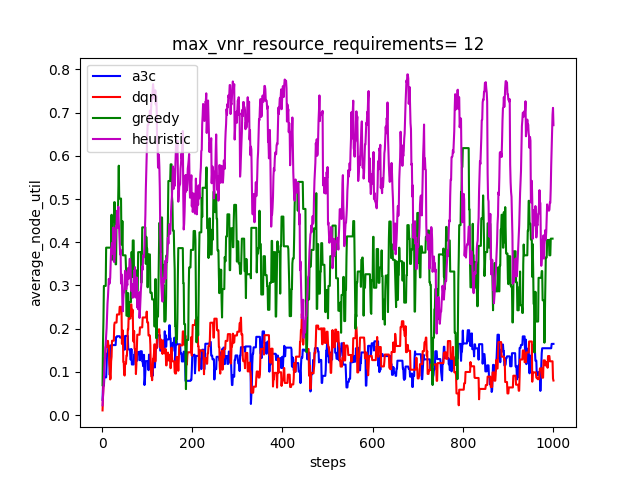 max_vnr_resource_requirements= 12
a3c
dqn
greedy
heuristic
average_node_util
0.8
0.7
0.6
0.5
0.4
0.3
0.2
0.1
0.0
0
200
400
600
800
1000
steps